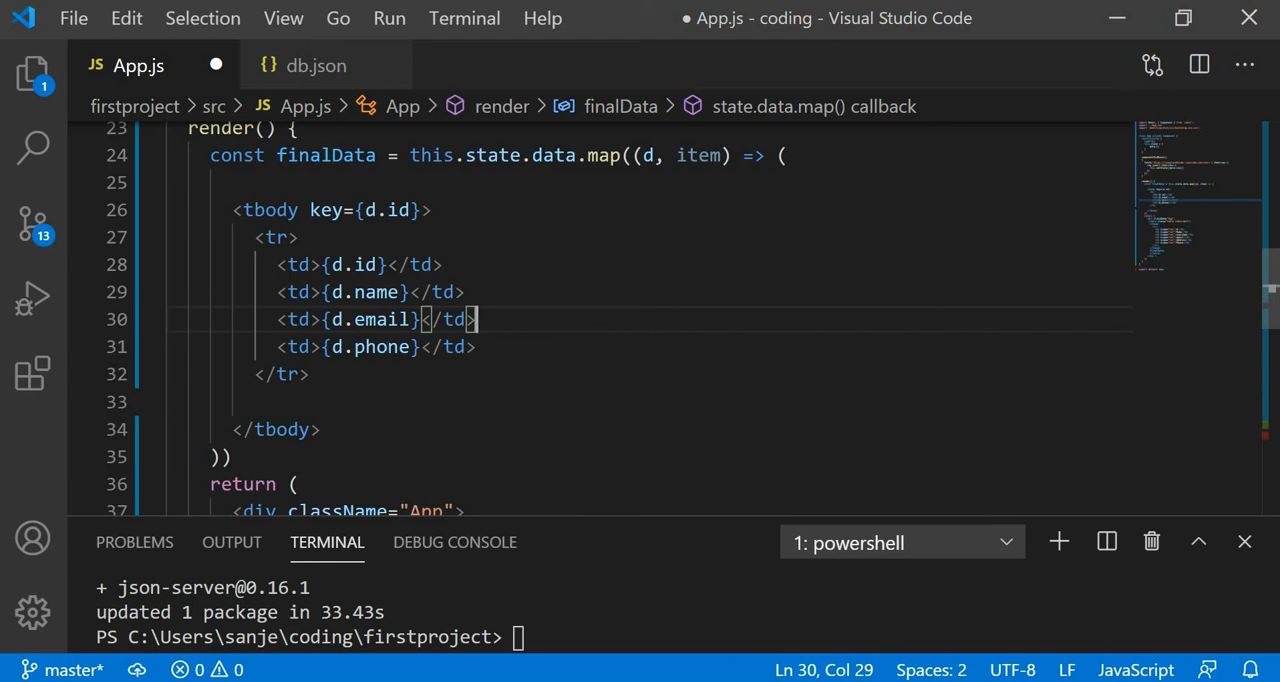 File Edit Selection View Go Run Terminal Help ● App.js - coding - Visual Studio Code
JS App.js ● {} db.json
1
firstproject > src > JS App.js > App > render > finalData > state.data.map() callback
23 render() {
24 const finalData = this.state.data.map((d, item) => (
25
26 <tbody key={d.id}>
27 <tr>
28 <td>{d.id}</td>
29 <td>{d.name}</td>
30 <td>{d.email}</td>
31 <td>{d.phone}</td>
32 </tr>
33
34 </tbody>
35 ))
36 return (
37 <div className="App">
13
PROBLEMS OUTPUT TERMINAL DEBUG CONSOLE 1: powershell
+ json-server@0.16.1
updated 1 package in 33.43s
PS C:\Users\sanje\coding\firstproject>
master* 0 0 Ln 30, Col 29 Spaces: 2 UTF-8 LF JavaScript